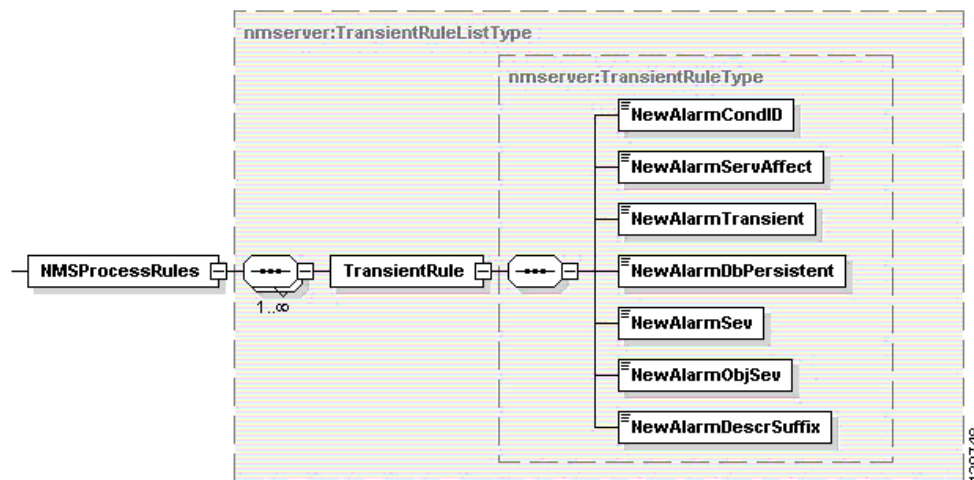 nmserver:TransientRuleListType
nmserver:TransientRuleType
NewAlarmCondID
NewAlarmServAffect
NewAlarmTransient
NMSProcessRules
TransientRule
NewAlarmDbPersistent
1..∞
NewAlarmSev
NewAlarmObjSev
NewAlarmDescrSuffix